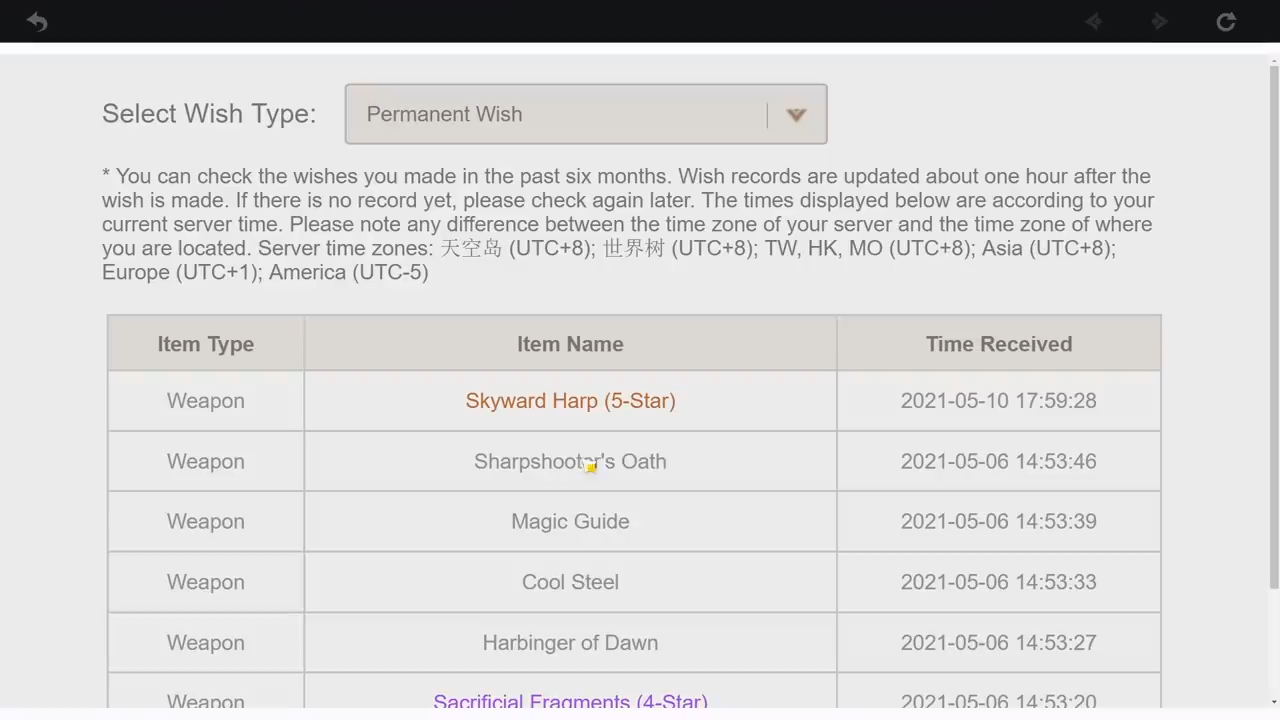 Select Wish Type:
Permanent Wish
* You can check the wishes you made in the past six months. Wish records are updated about one hour after the
wish is made. If there is no record yet, please check again later. The times displayed below are according to your
current server time. Please note any difference between the time zone of your server and the time zone of where
you are located. Server time zones: 天空岛 (UTC+8); 世界树 (UTC+8); TW, HK, MO (UTC+8); Asia (UTC+8);
Europe (UTC+1); America (UTC-5)
Item Type Item Name Time Received
Weapon Skyward Harp (5-Star) 2021-05-10 17:59:28
Weapon Sharpshooter's Oath 2021-05-06 14:53:46
Weapon Magic Guide 2021-05-06 14:53:39
Weapon Cool Steel 2021-05-06 14:53:33
Weapon Harbinger of Dawn 2021-05-06 14:53:27
Weapon Sacrificial Fragments (4-Star) 2021-05-06 14:53:20